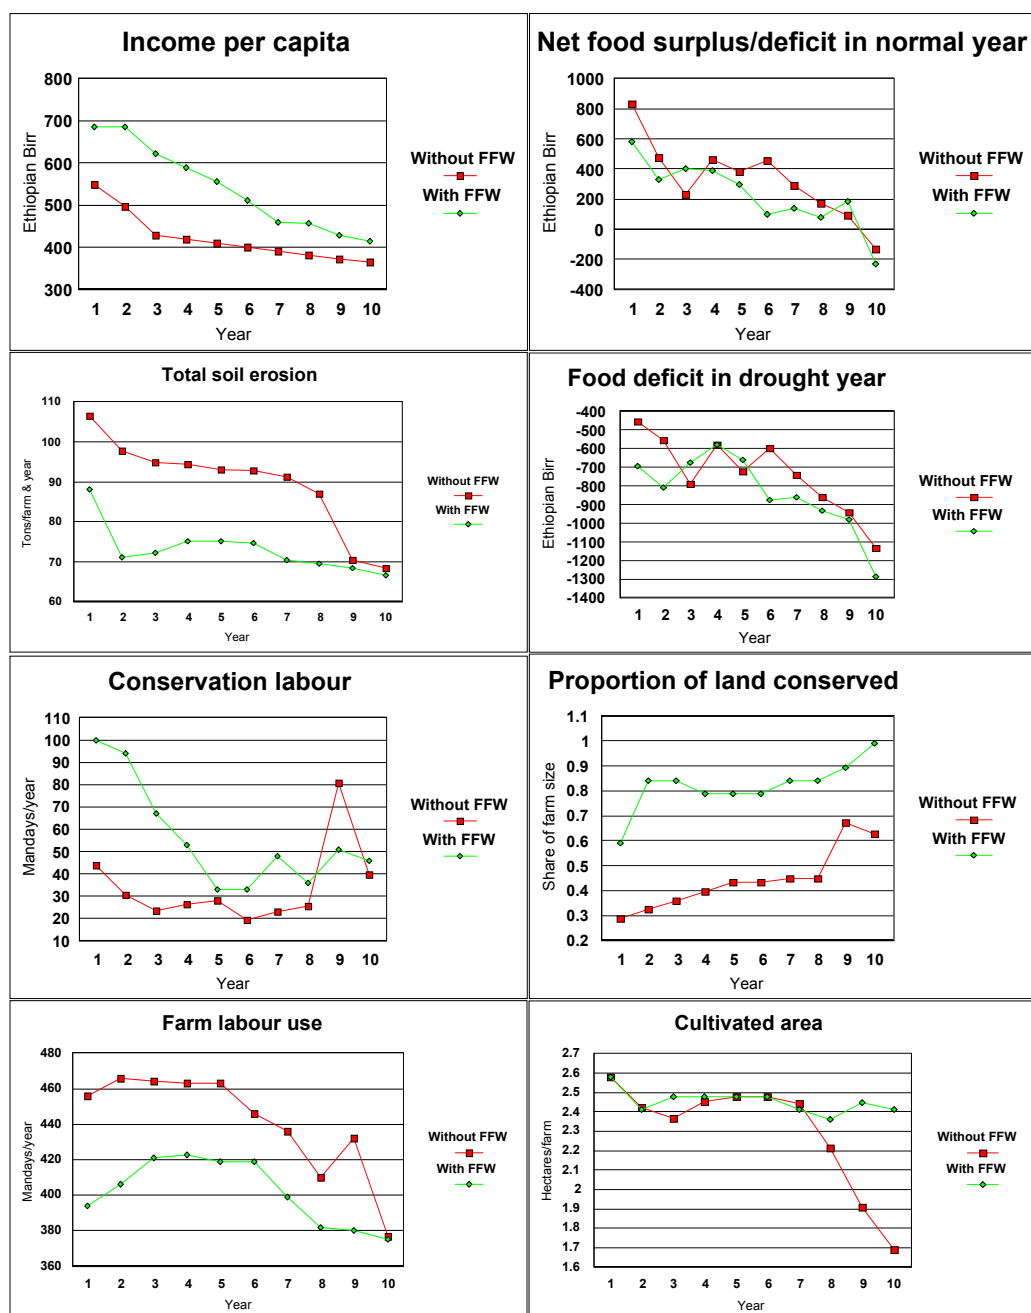 Income per capita
800
700
600
500
400
300
Ethiopian Birr
1 2 3 4 5 6 7 8 9 10
Year
Without FFW
With FFW
Net food surplus/deficit in normal year
1000
800
600
400
200
0
-200
-400
Ethiopian Birr
1 2 3 4 5 6 7 8 9 10
Year
Without FFW
With FFW
Total soil erosion
110
100
90
80
70
60
Tons/farm & year
1 2 3 4 5 6 7 8 9 10
Year
Without FFW
With FFW
Food deficit in drought year
-400
-500
-600
-700
-800
-900
-1000
-1100
-1200
-1300
-1400
Ethiopian Birr
1 2 3 4 5 6 7 8 9 10
Year
Without FFW
With FFW
Conservation labour
110
100
90
80
70
60
50
40
30
20
10
Mandays/year
1 2 3 4 5 6 7 8 9 10
Year
Without FFW
With FFW
Proportion of land conserved
1.1
1
0.9
0.8
0.7
0.6
0.5
0.4
0.3
0.2
Share of farm size
1 2 3 4 5 6 7 8 9 10
Year
Without FFW
With FFW
Farm labour use
480
460
440
420
400
380
360
Mandays/year
1 2 3 4 5 6 7 8 9 10
Year
Without FFW
With FFW
Cultivated area
2.7
2.6
2.5
2.4
2.3
2.2
2.1
2
1.9
1.8
1.7
1.6
Hectares/farm
1 2 3 4 5 6 7 8 9 10
Year
Without FFW
With FFW